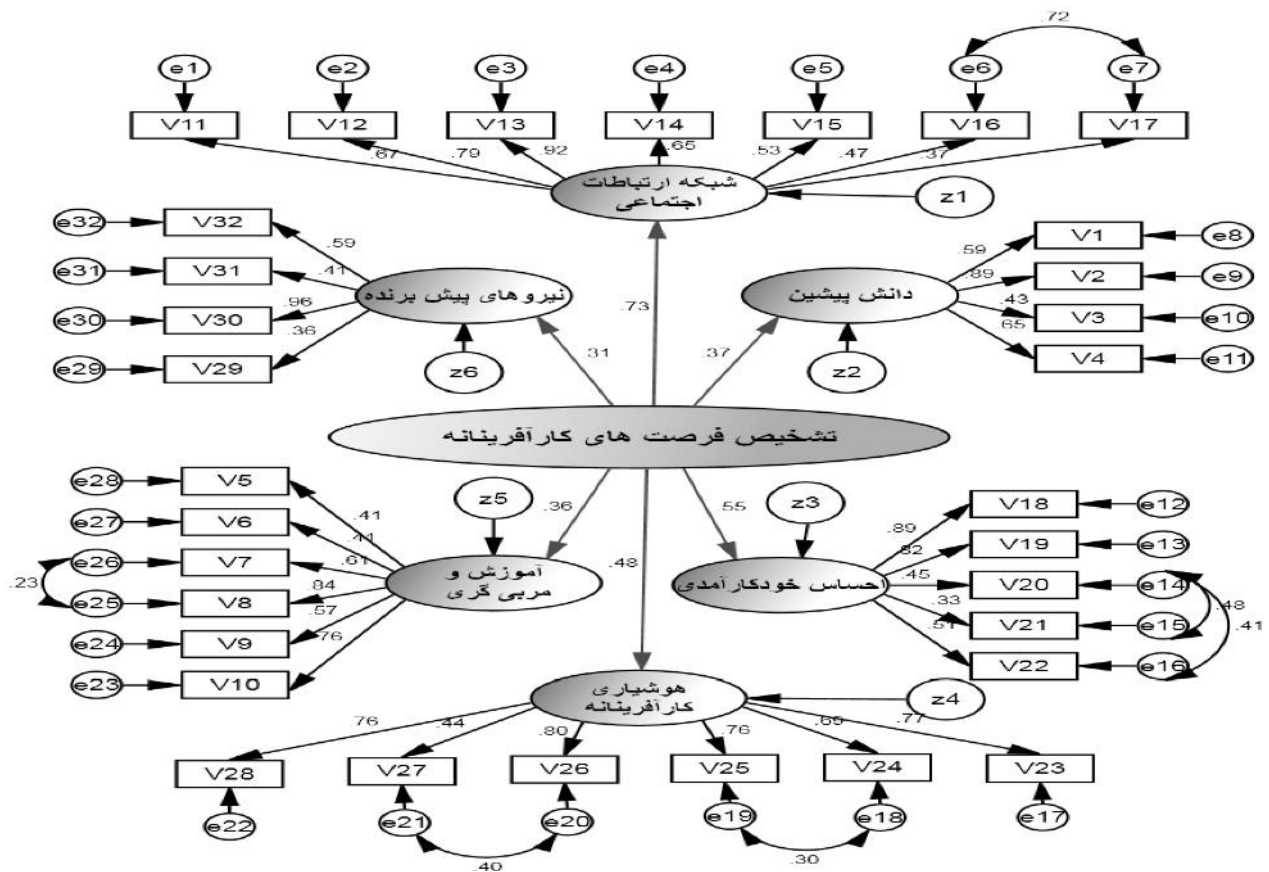 .72
e1 e2 e3 e4 e5 e6 e7
V11 V12 V13 V14 V15 V16 V17
.67 .79 .92 .65 .53 .47 .37
شبکه ارتباطات
اجتماعی
z1
e32 V32 .59
e31 V31 .41
e30 V30 .96
e29 V29 .36
نیروهای پیش برنده
z6
.59 V1 e8
.89 V2 e9
.43 V3 e10
.65 V4 e11
دانش پیشین
z2
.31 .73 .37
تشخیص فرصت های کارآفرینانه
.36 .48 .55
e28 V5 .41
e27 V6 .41
e26 V7 .61
e25 V8 .84
e24 V9 .57
e23 V10 .76
.23
z5
آموزش و
مربی گری
z3
احساس خودکارآمدی
.89 V18 e12
.82 V19 e13
.45 V20 e14
.33 V21 e15
.51 V22 e16
.48 .41
هوشیاری
کارآفرینانه
z4
.76 .44 .80 .76 .69 .77
V28 V27 V26 V25 V24 V23
e22 e21 e20 e19 e18 e17
.40 .30